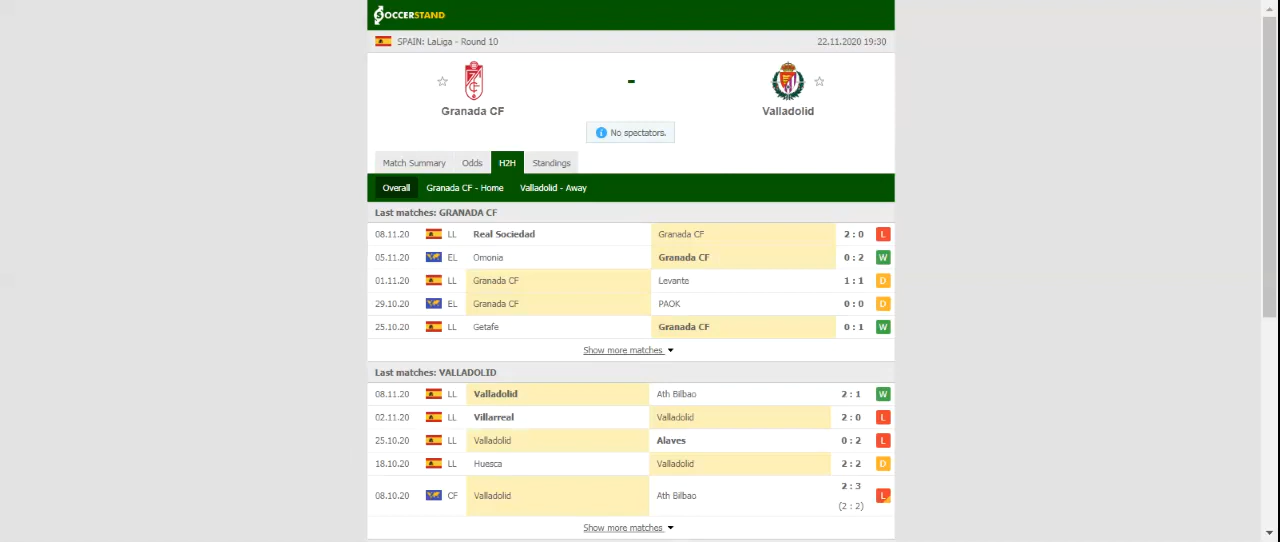 SOCCERSTAND
SPAIN: LaLiga - Round 10 22.11.2020 19:30
-
Granada CF Valladolid
No spectators.
Match Summary Odds H2H Standings
Overall Granada CF - Home Valladolid - Away
Last matches: GRANADA CF
08.11.20 LL Real Sociedad Granada CF 2 : 0 L
05.11.20 EL Omonia Granada CF 0 : 2 W
01.11.20 LL Granada CF Levante 1 : 1 D
29.10.20 EL Granada CF PAOK 0 : 0 D
25.10.20 LL Getafe Granada CF 0 : 1 W
Show more matches
Last matches: VALLADOLID
08.11.20 LL Valladolid Ath Bilbao 2 : 1 W
02.11.20 LL Villarreal Valladolid 2 : 0 L
25.10.20 LL Valladolid Alaves 0 : 2 L
18.10.20 LL Huesca Valladolid 2 : 2 D
08.10.20 CF Valladolid Ath Bilbao 2 : 3 L
(2 : 2)
Show more matches